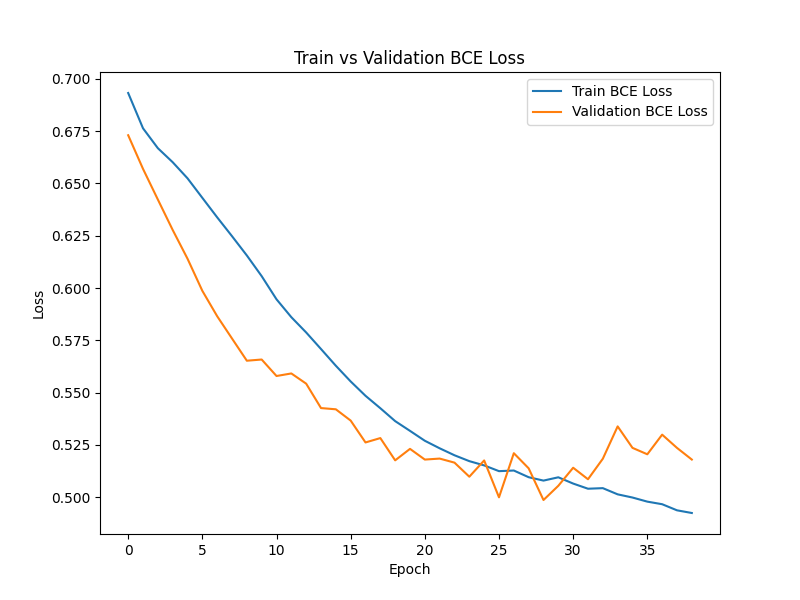 Train vs Validation BCE Loss
Train BCE Loss
Validation BCE Loss
0.700
0.675
0.650
0.625
0.600
0.575
0.550
0.525
0.500
Loss
0 5 10 15 20 25 30 35
Epoch